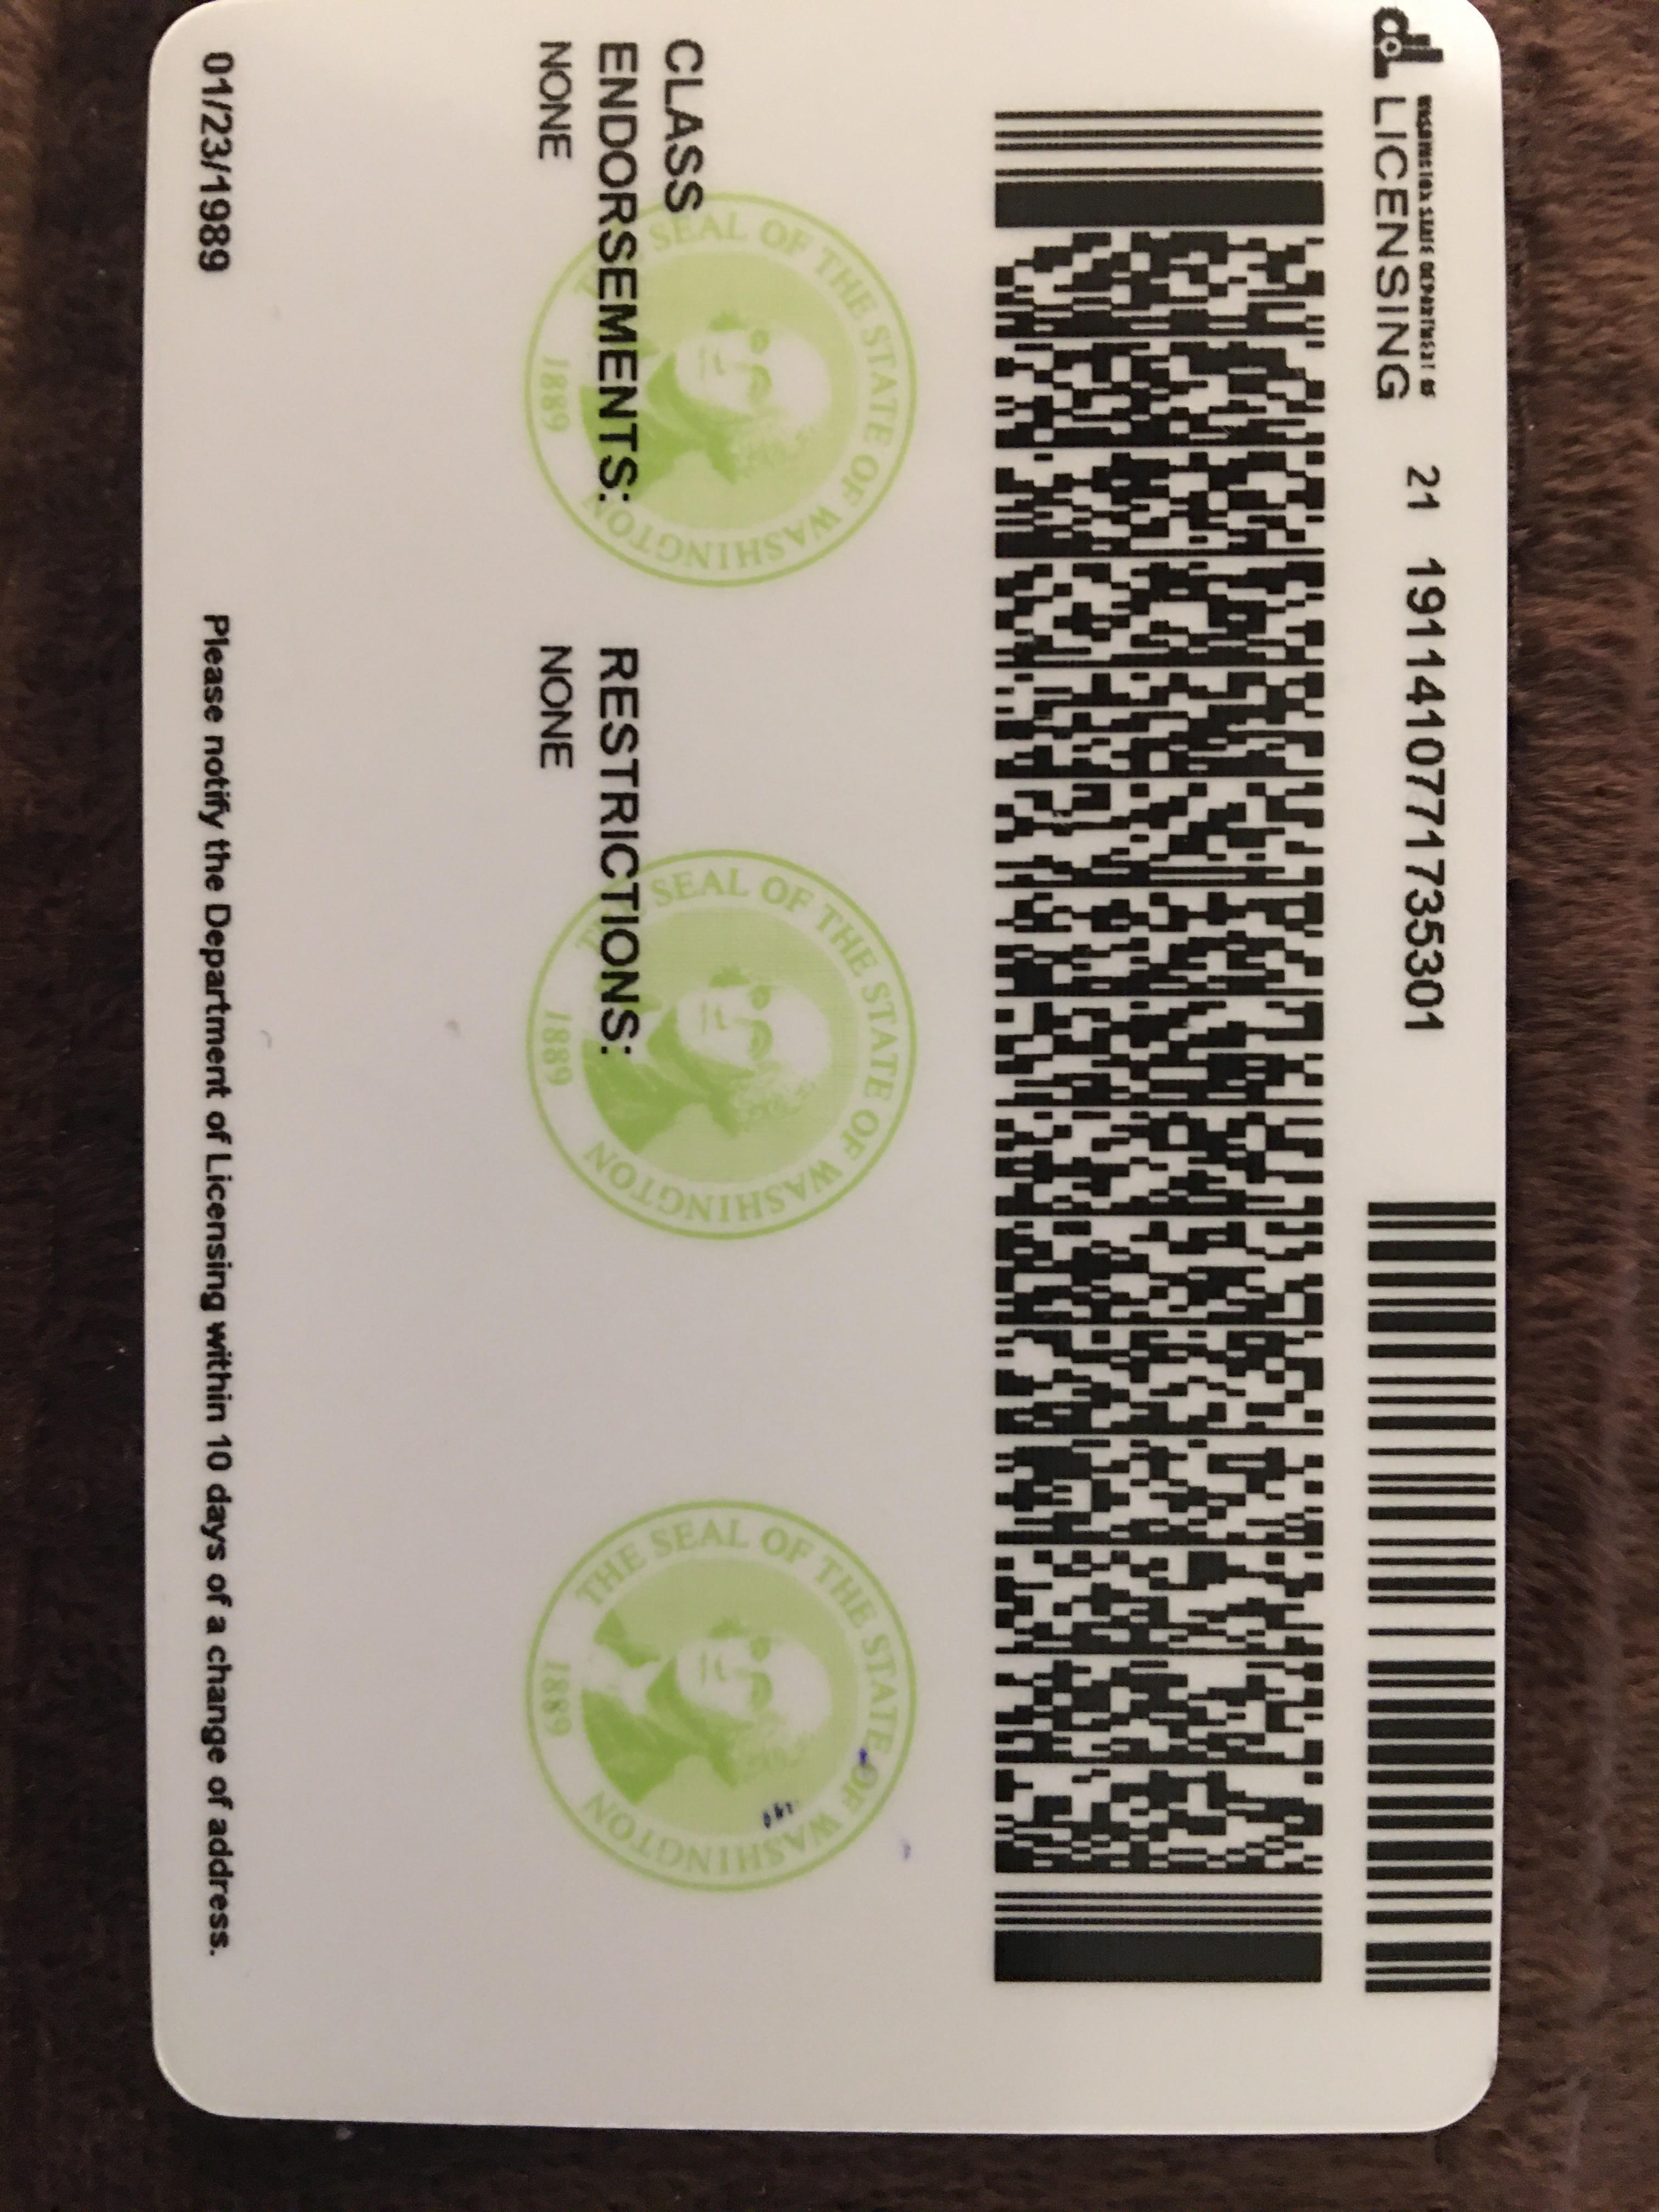 WASHINGTON STATE DEPARTMENT OF
LICENSING
21 1911410771735301
THE SEAL OF THE STATE OF WASHINGTON
1889
THE SEAL OF THE STATE OF WASHINGTON
1889
THE SEAL OF THE STATE OF WASHINGTON
1889
CLASS
ENDORSEMENTS:
NONE
RESTRICTIONS:
NONE
01/23/1989
Please notify the Department of Licensing within 10 days of a change of address.